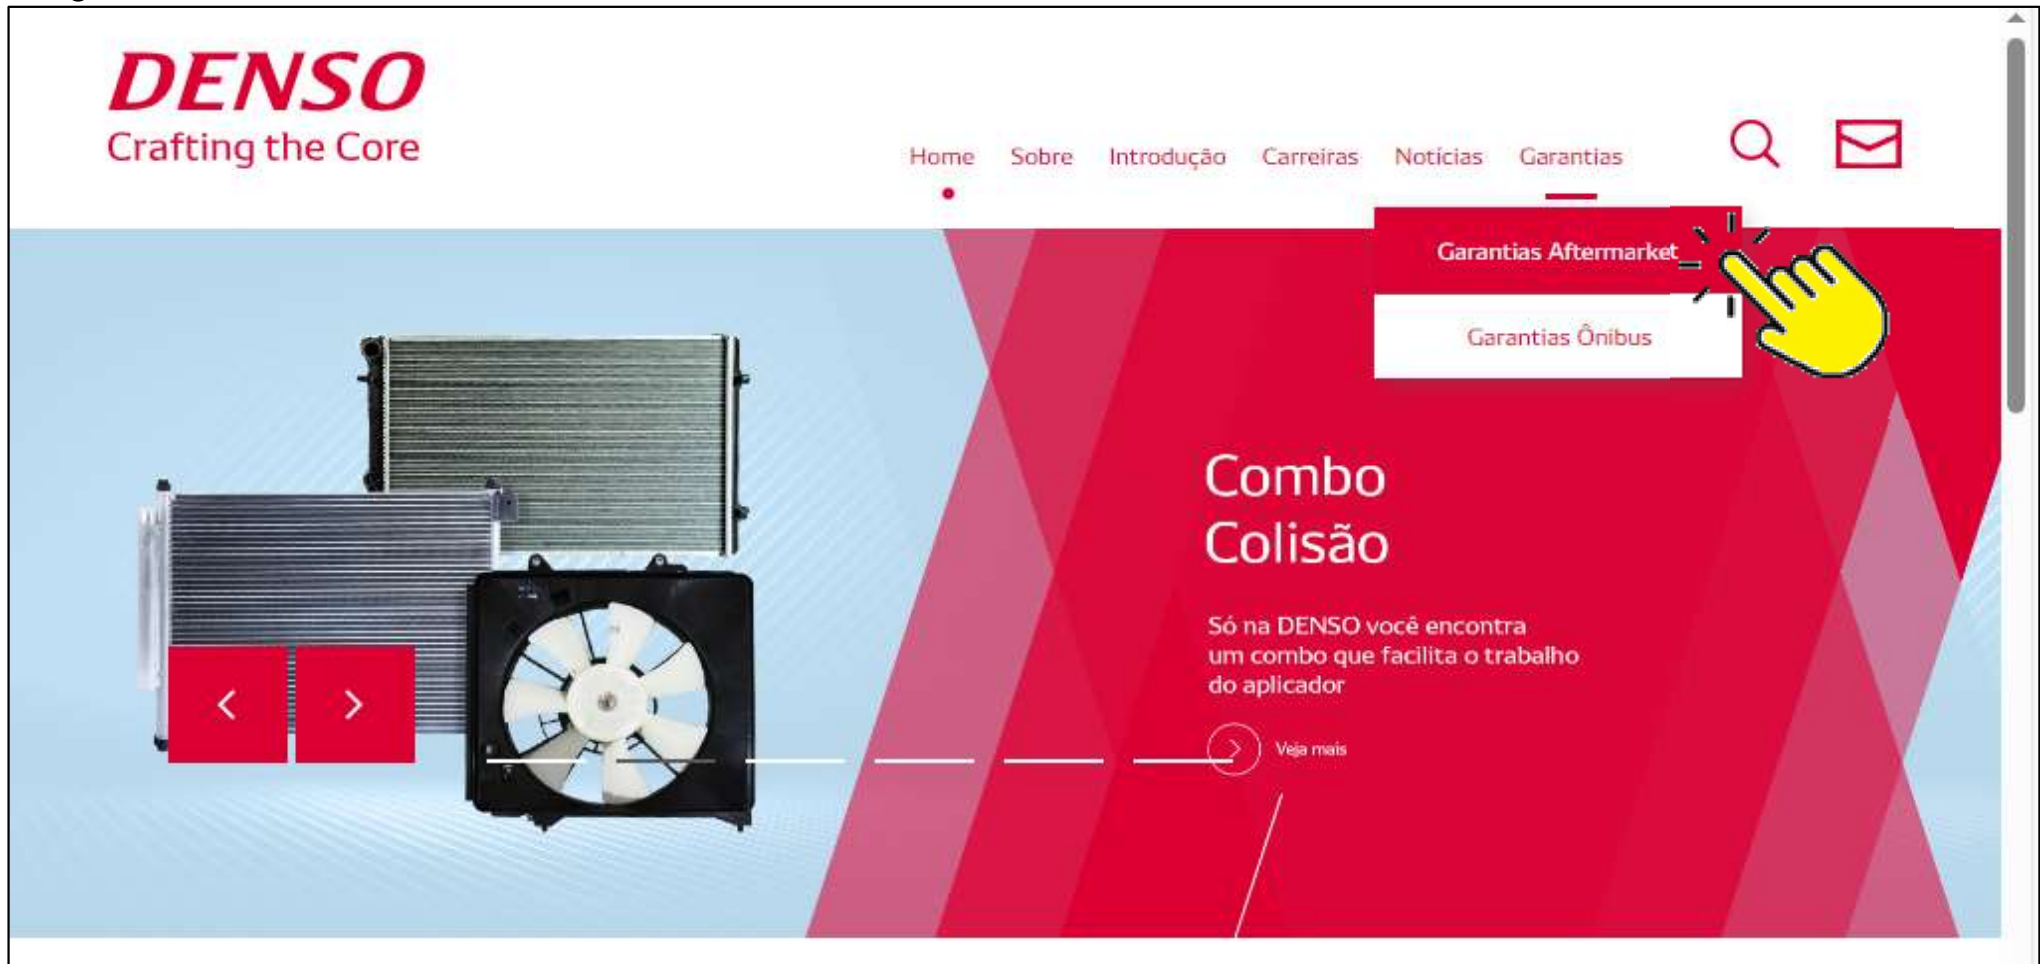 DENSO
Crafting the Core
Home Sobre Introdução Carreiras Notícias Garantias
Garantias Aftermarket
Garantias Ônibus
Combo
Colisão
Só na DENSO você encontra
um combo que facilita o trabalho
do aplicador
Veja mais